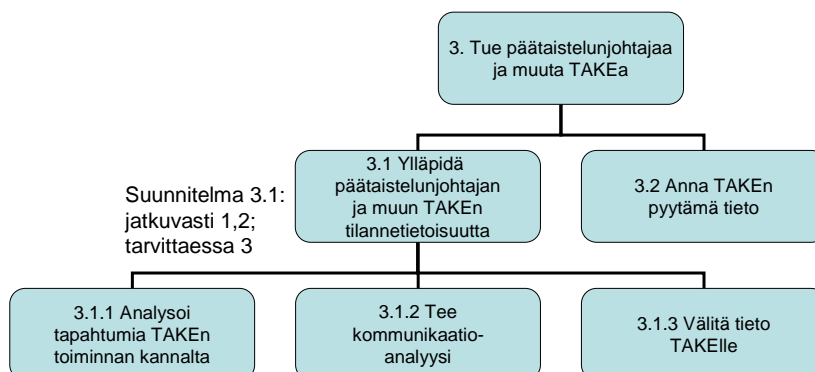 3. Tue päätaistelunjohtajaa
ja muuta TAKEa
3.1 Ylläpidä
päätaistelunjohtajan
ja muun TAKEn
tilannetietoisuutta
3.2 Anna TAKEn
pyytämä tieto
Suunnitelma 3.1:
jatkuvasti 1,2;
tarvittaessa 3
3.1.1 Analysoi
tapahtumia TAKEn
toiminnan kannalta
3.1.2 Tee
kommunikaatio-
analyysi
3.1.3 Välitä tieto
TAKElle